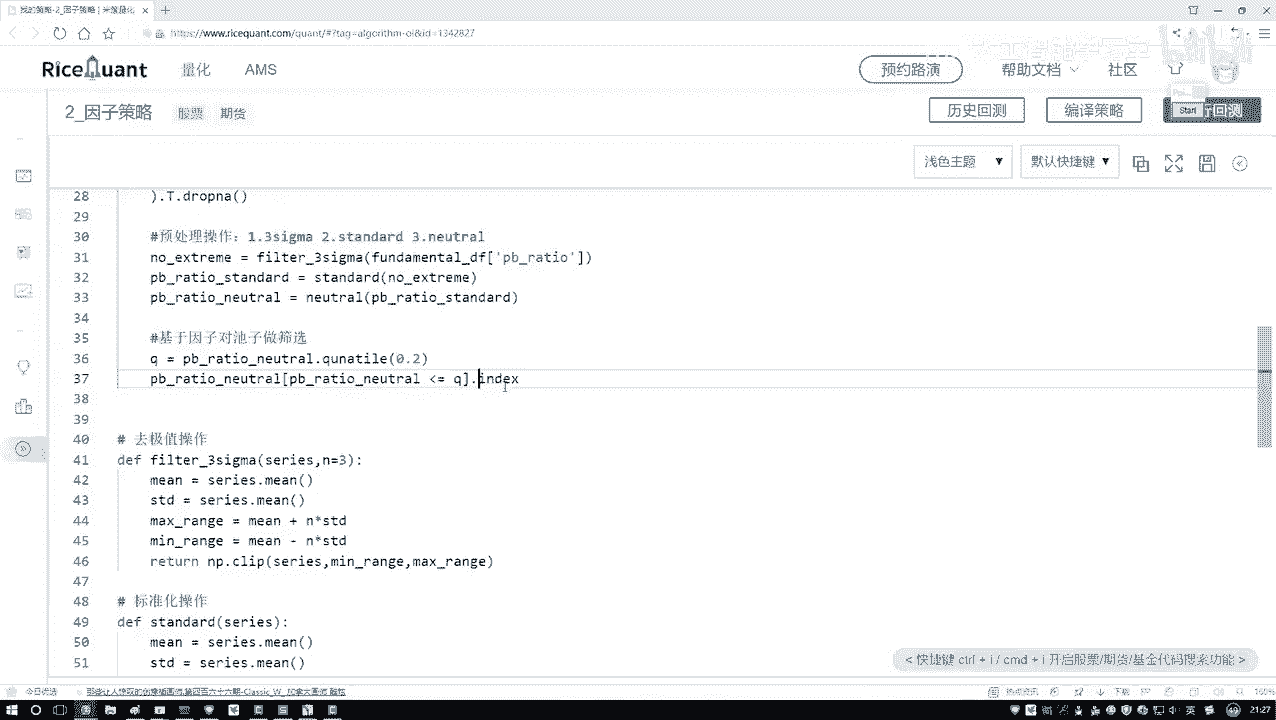 我的策略-2_因子策略 | 米筐量化
https://www.ricequant.com/quant/#?tag=algorithm-ol&id=1342827
RiceQuant 量化 AMS 预约路演 帮助文档 社区
2_因子策略 股票 期货 历史回测 编译策略 回测
Start
浅色主题 默认快捷键
28 ).T.dropna()
29
30 #预处理操作：1.3sigma 2.standard 3.neutral
31 no_extreme = filter_3sigma(fundamental_df['pb_ratio'])
32 pb_ratio_standard = standard(no_extreme)
33 pb_ratio_neutral = neutral(pb_ratio_standard)
34
35 #基于因子对池子做筛选
36 q = pb_ratio_neutral.qunatile(0.2)
37 pb_ratio_neutral[pb_ratio_neutral <= q].index
38
39
40 # 去极值操作
41 def filter_3sigma(series,n=3):
42 mean = series.mean()
43 std = series.mean()
44 max_range = mean + n*std
45 min_range = mean - n*std
46 return np.clip(series,min_range,max_range)
47
48 # 标准化操作
49 def standard(series):
50 mean = series.mean()
51 std = series.mean()
< 快捷键 ctrl + i / cmd + i 开启股票/期货/基金代码搜索功能 >
今日优选
21:27